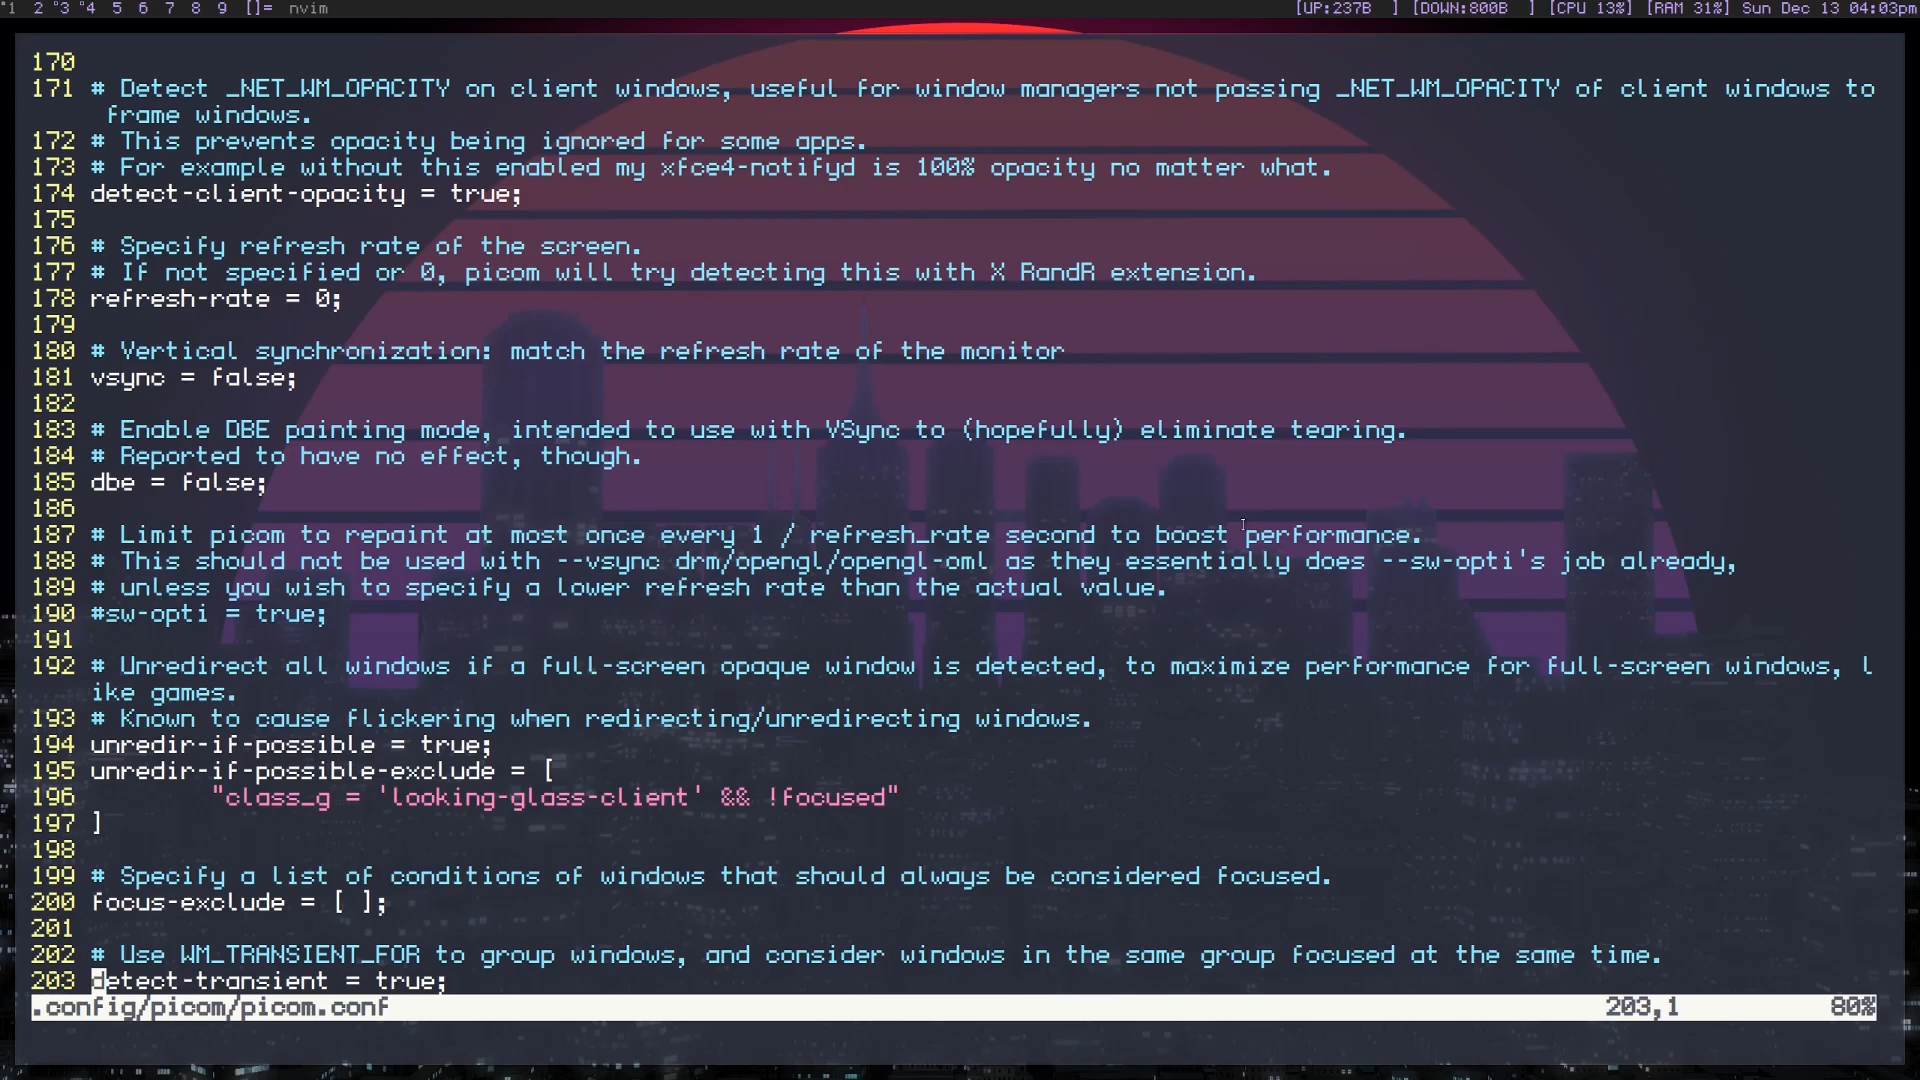 1 2 3 4 5 6 7 8 9 []= nvim [UP:237B ] [DOWN:800B ] [CPU 13%] [RAM 31%] Sun Dec 13 04:03pm
170
171 # Detect _NET_WM_OPACITY on client windows, useful for window managers not passing _NET_WM_OPACITY of client windows to
frame windows.
172 # This prevents opacity being ignored for some apps.
173 # For example without this enabled my xfce4-notifyd is 100% opacity no matter what.
174 detect-client-opacity = true;
175
176 # Specify refresh rate of the screen.
177 # If not specified or 0, picom will try detecting this with X RandR extension.
178 refresh-rate = 0;
179
180 # Vertical synchronization: match the refresh rate of the monitor
181 vsync = false;
182
183 # Enable DBE painting mode, intended to use with VSync to (hopefully) eliminate tearing.
184 # Reported to have no effect, though.
185 dbe = false;
186
187 # Limit picom to repaint at most once every 1 / refresh_rate second to boost performance.
188 # This should not be used with --vsync drm/opengl/opengl-oml as they essentially does --sw-opti's job already,
189 # unless you wish to specify a lower refresh rate than the actual value.
190 #sw-opti = true;
191
192 # Unredirect all windows if a full-screen opaque window is detected, to maximize performance for full-screen windows, l
ike games.
193 # Known to cause flickering when redirecting/unredirecting windows.
194 unredir-if-possible = true;
195 unredir-if-possible-exclude = [
196 "class_g = 'looking-glass-client' && !focused"
197 ]
198
199 # Specify a list of conditions of windows that should always be considered focused.
200 focus-exclude = [ ];
201
202 # Use WM_TRANSIENT_FOR to group windows, and consider windows in the same group focused at the same time.
203 detect-transient = true;
.config/picom/picom.conf 203,1 80%